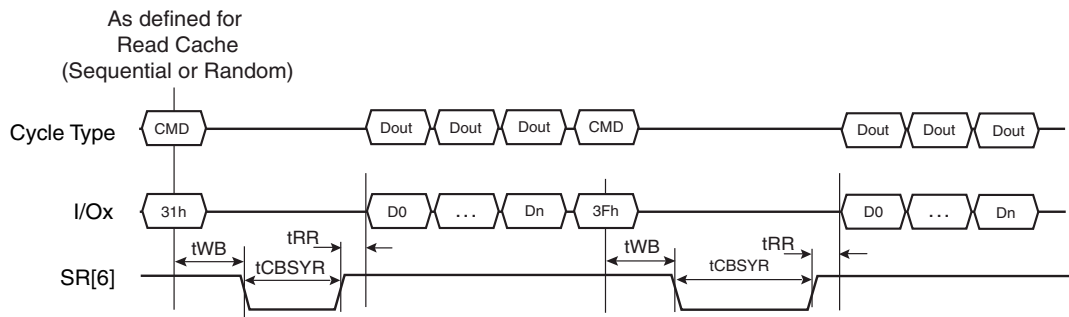 As defined for
Read Cache
(Sequential or Random)
Cycle Type
CMD Dout Dout Dout CMD Dout Dout Dout
I/Ox
31h D0 ... Dn 3Fh D0 ... Dn
tWB tRR tWB tRR
tCBSYR tCBSYR
SR[6]